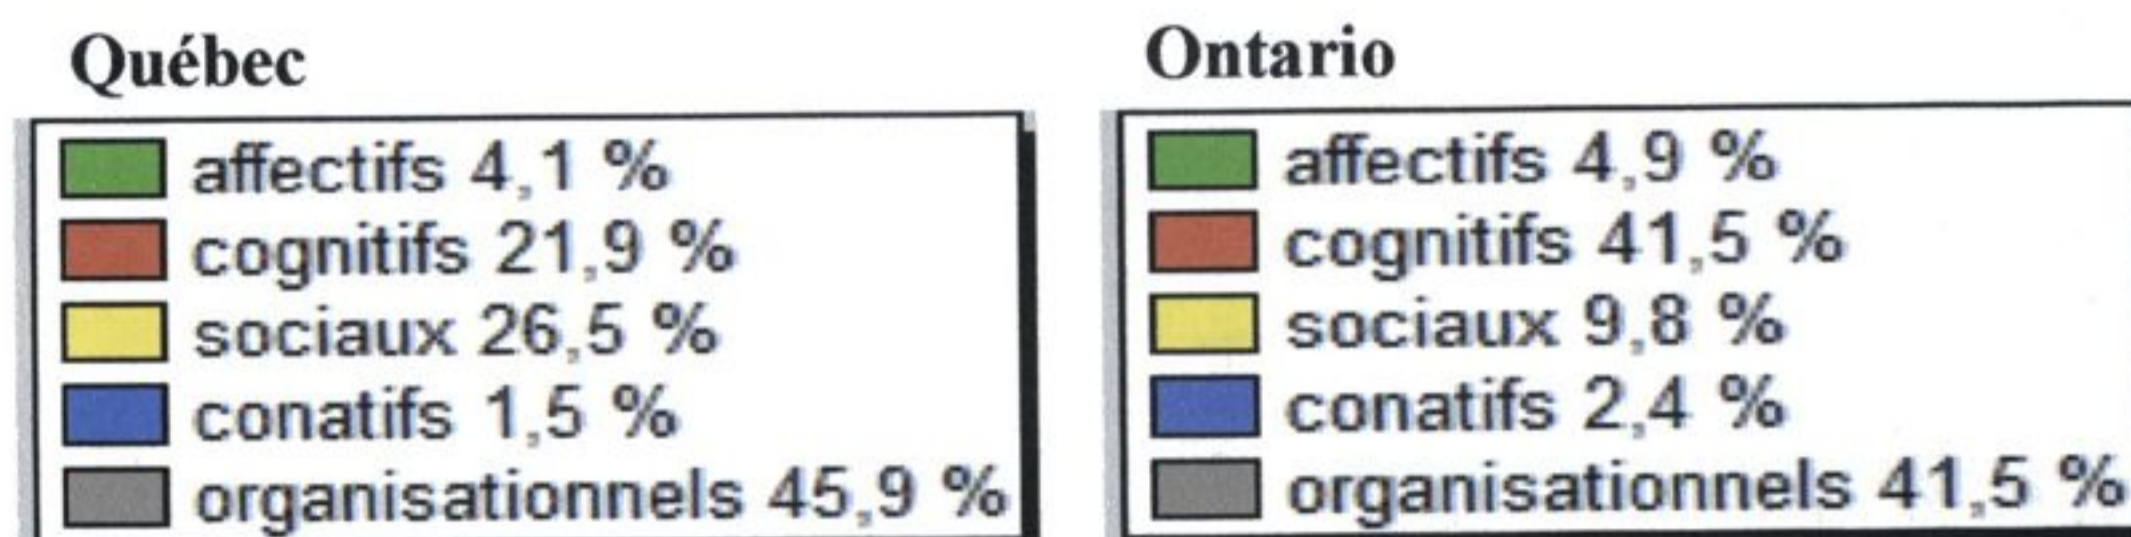 Québec
affectifs 4,1 %
cognitifs 21,9 %
sociaux 26,5 %
conatifs 1,5 %
organisationnels 45,9 %
Ontario
affectifs 4,9 %
cognitifs 41,5 %
sociaux 9,8 %
conatifs 2,4 %
organisationnels 41,5 %